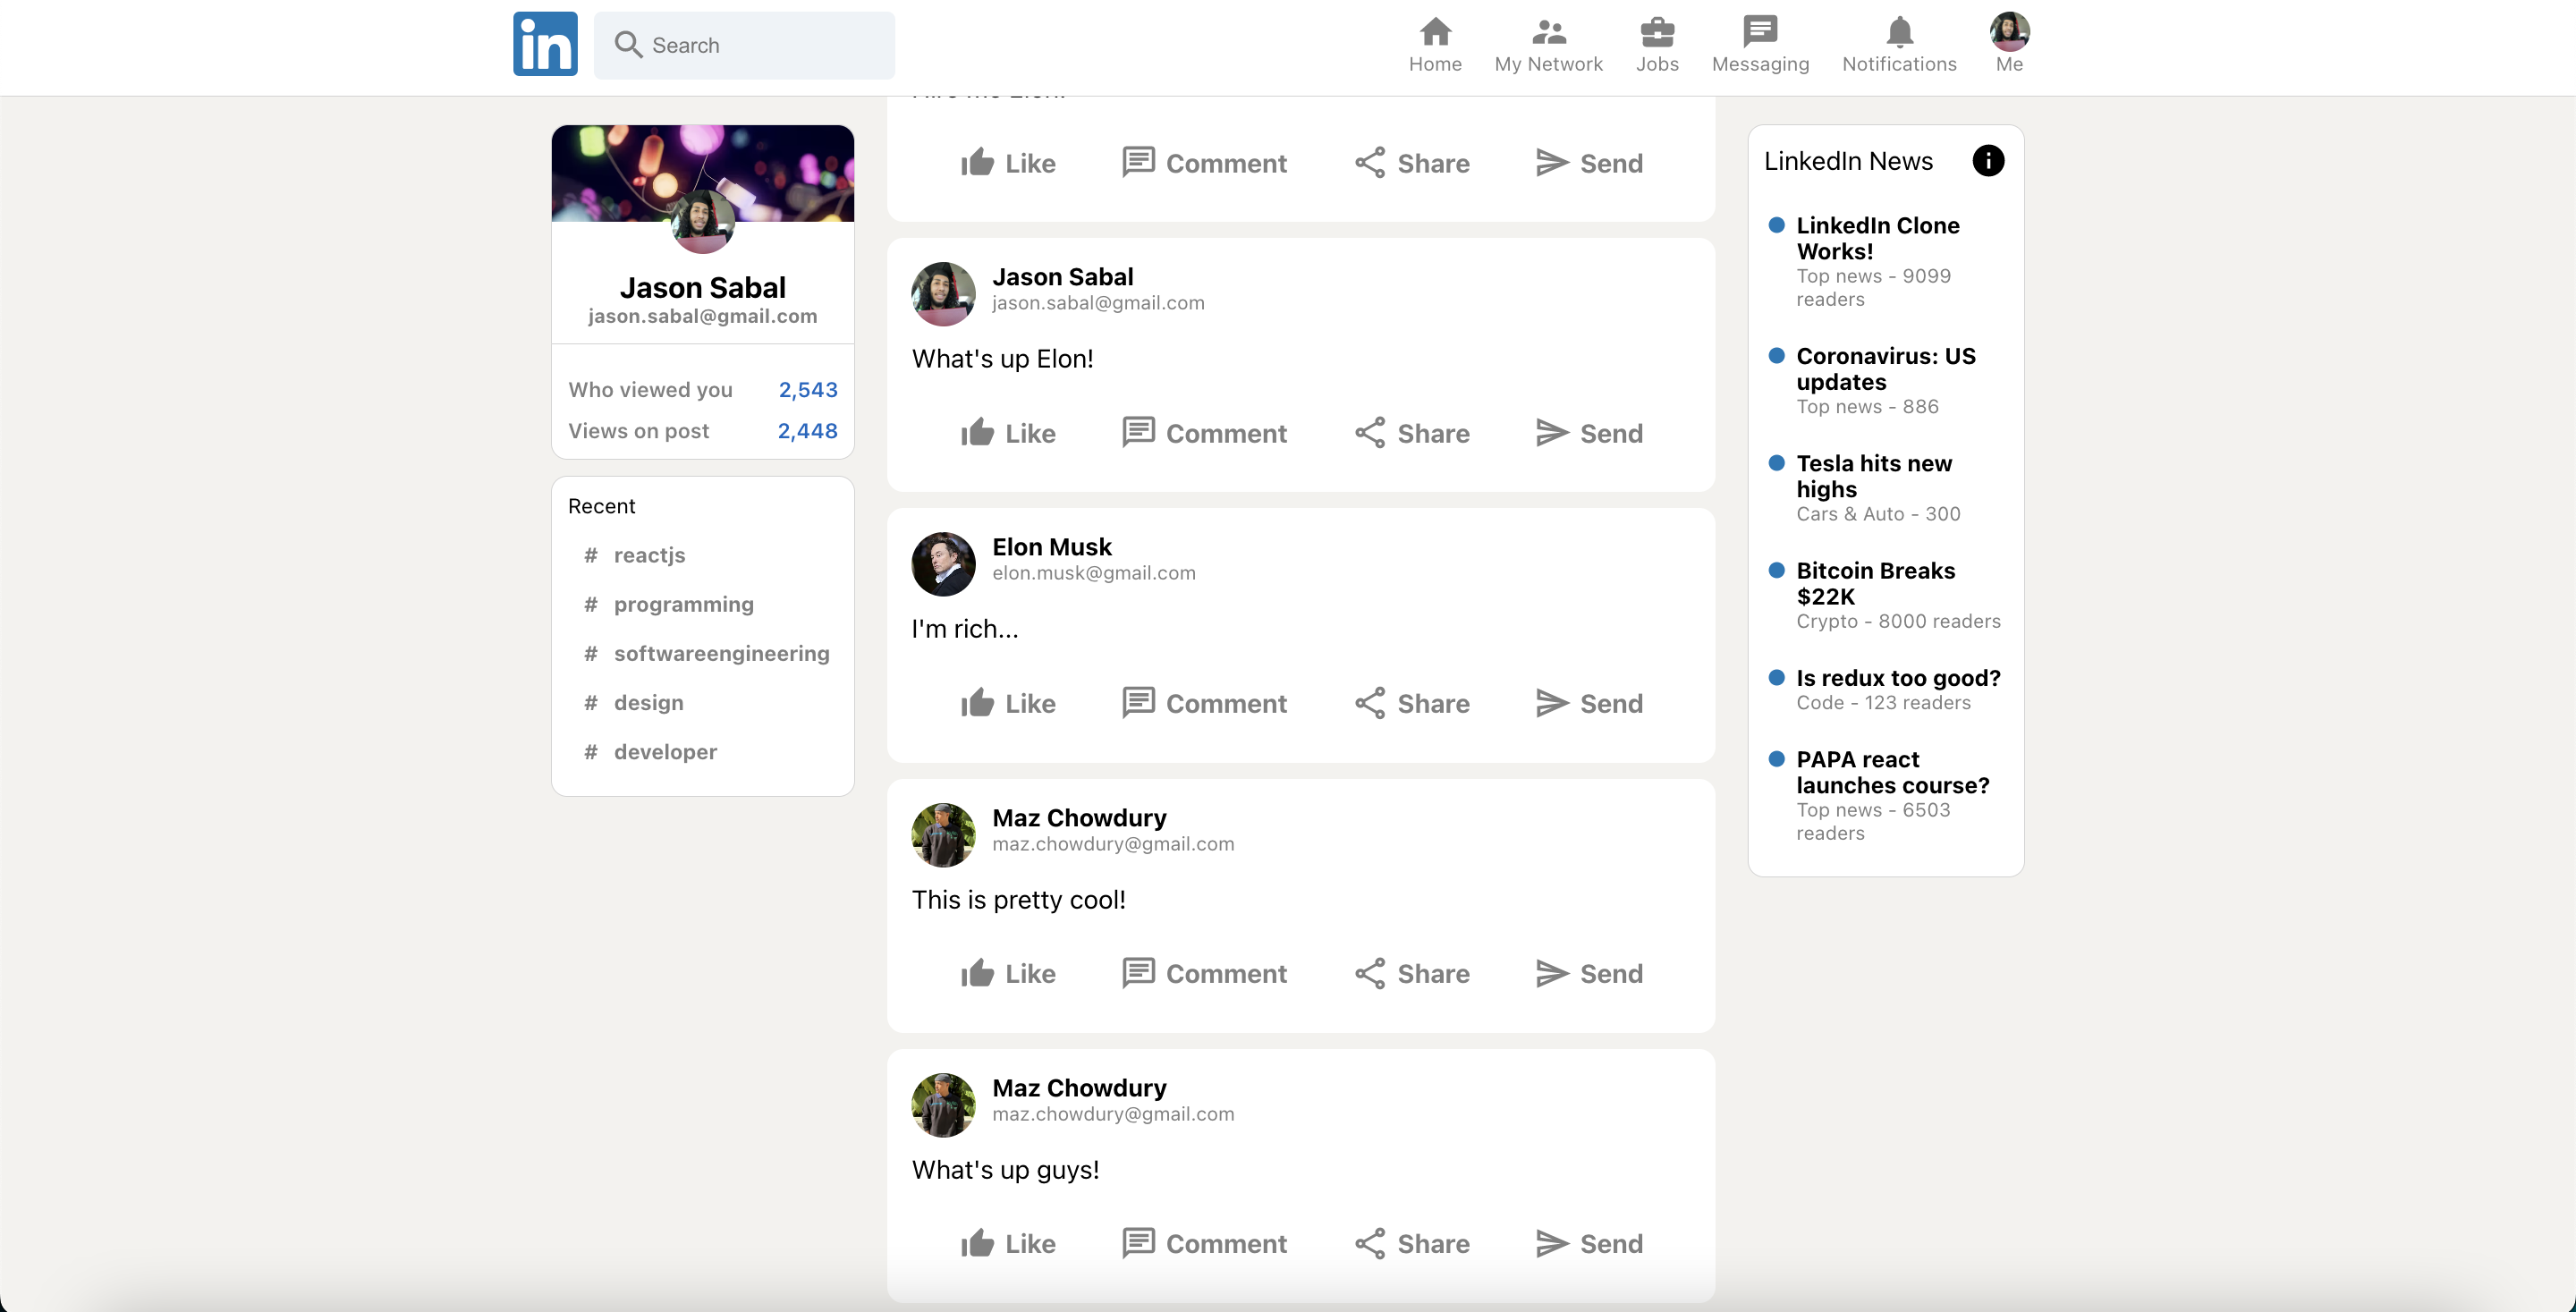 in
Search
Home
My Network
Jobs
Messaging
Notifications
Me
Jason Sabal
jason.sabal@gmail.com
Who viewed you 2,543
Views on post 2,448
Recent
# reactjs
# programming
# softwareengineering
# design
# developer
Like Comment Share Send
Jason Sabal
jason.sabal@gmail.com
What's up Elon!
Like Comment Share Send
Elon Musk
elon.musk@gmail.com
I'm rich...
Like Comment Share Send
Maz Chowdury
maz.chowdury@gmail.com
This is pretty cool!
Like Comment Share Send
Maz Chowdury
maz.chowdury@gmail.com
What's up guys!
Like Comment Share Send
LinkedIn News
LinkedIn Clone
Works!
Top news - 9099
readers
Coronavirus: US
updates
Top news - 886
Tesla hits new
highs
Cars & Auto - 300
Bitcoin Breaks
$22K
Crypto - 8000 readers
Is redux too good?
Code - 123 readers
PAPA react
launches course?
Top news - 6503
readers